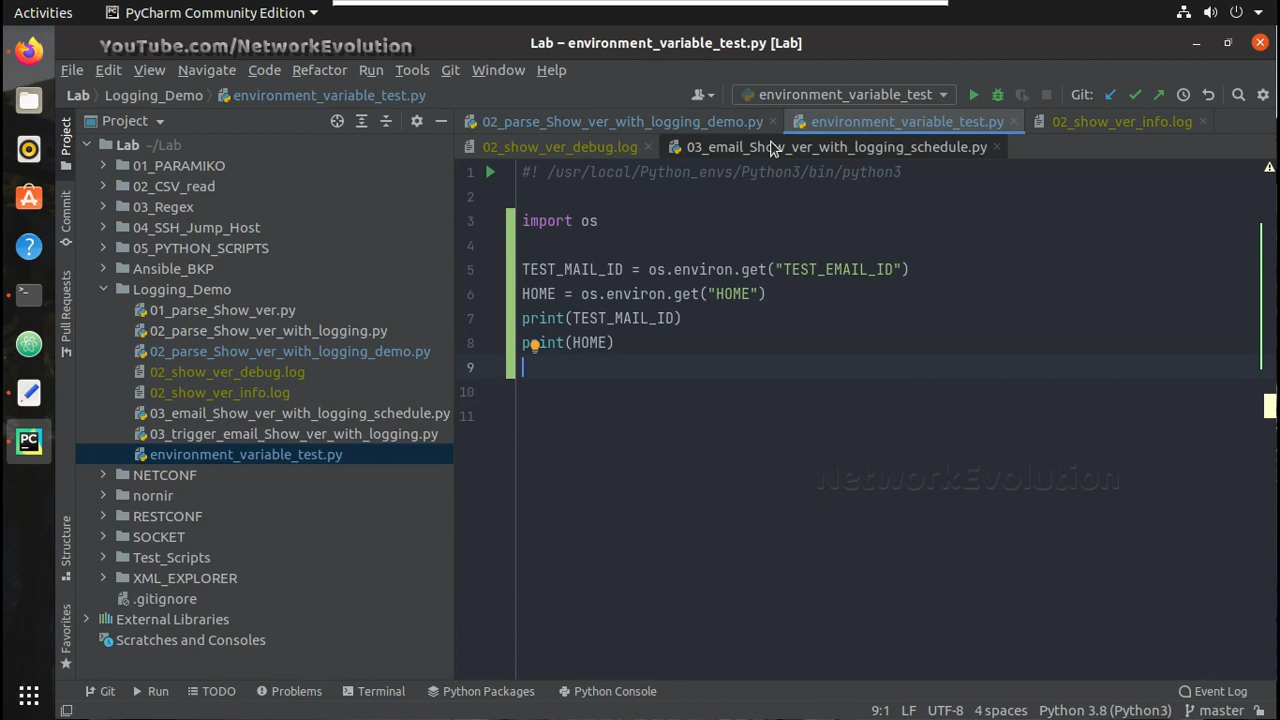 Activities
PyCharm Community Edition
YouTube.com/NetworkEvolution
Lab – environment_variable_test.py [Lab]
File Edit View Navigate Code Refactor Run Tools Git Window Help
Lab Logging_Demo environment_variable_test.py
environment_variable_test
Git:
Project
02_parse_Show_ver_with_logging_demo.py
environment_variable_test.py
02_show_ver_info.log
02_show_ver_debug.log
03_email_Show_ver_with_logging_schedule.py
Project
Commit
Pull Requests
Structure
Favorites
Lab ~/Lab
01_PARAMIKO
02_CSV_read
03_Regex
04_SSH_Jump_Host
05_PYTHON_SCRIPTS
Ansible_BKP
Logging_Demo
01_parse_Show_ver.py
02_parse_Show_ver_with_logging.py
02_parse_Show_ver_with_logging_demo.py
02_show_ver_debug.log
02_show_ver_info.log
03_email_Show_ver_with_logging_schedule.py
03_trigger_email_Show_ver_with_logging.py
environment_variable_test.py
NETCONF
nornir
RESTCONF
SOCKET
Test_Scripts
XML_EXPLORER
.gitignore
External Libraries
Scratches and Consoles
1 #! /usr/local/Python_envs/Python3/bin/python3
2
3 import os
4
5 TEST_MAIL_ID = os.environ.get("TEST_EMAIL_ID")
6 HOME = os.environ.get("HOME")
7 print(TEST_MAIL_ID)
8 print(HOME)
9
10
11
NetworkEvolution
PC
Git Run TODO Problems Terminal Python Packages Python Console Event Log
9:1 LF UTF-8 4 spaces Python 3.8 (Python3) master